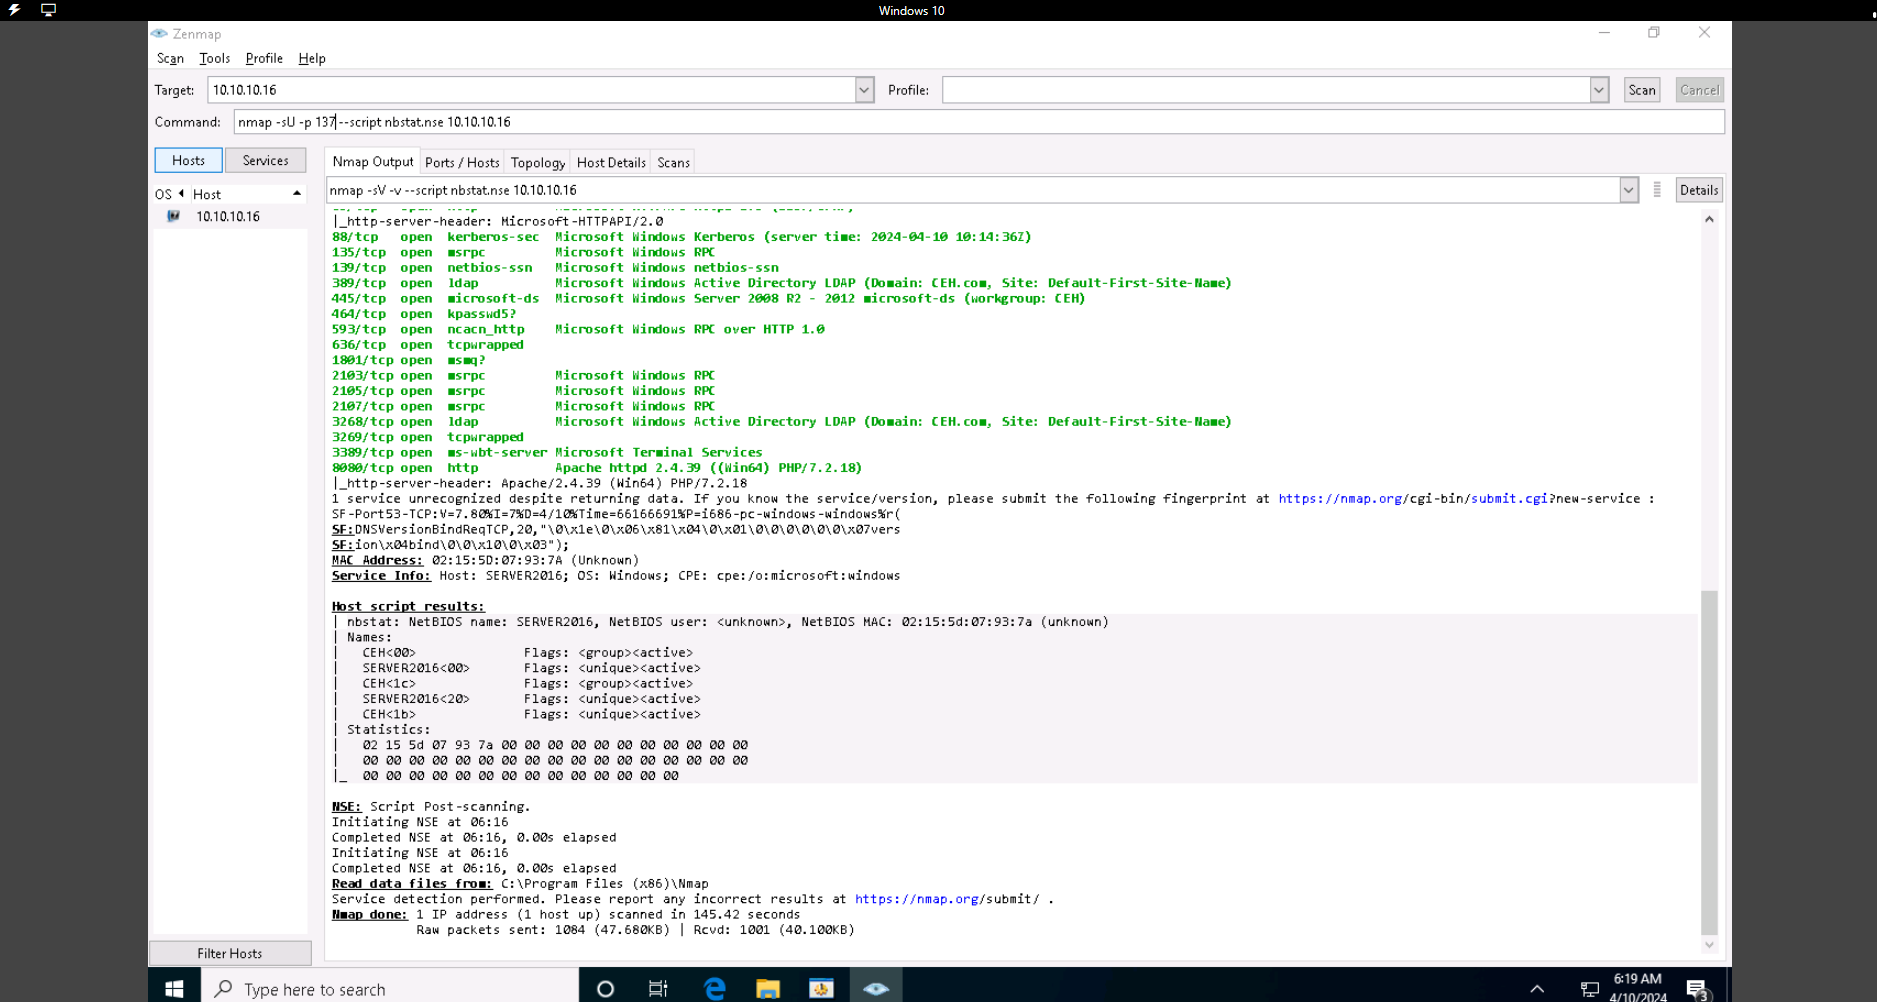 Windows 10
Zenmap
Scan Tools Profile Help
Target: 10.10.10.16 Profile: Scan Cancel
Command: nmap -sU -p 137 --script nbstat.nse 10.10.10.16
Hosts Services Nmap Output Ports / Hosts Topology Host Details Scans
OS Host nmap -sV -v --script nbstat.nse 10.10.10.16 Details
10.10.10.16
|_http-server-header: Microsoft-HTTPAPI/2.0
88/tcp open kerberos-sec Microsoft Windows Kerberos (server time: 2024-04-10 10:14:36Z)
135/tcp open msrpc Microsoft Windows RPC
139/tcp open netbios-ssn Microsoft Windows netbios-ssn
389/tcp open ldap Microsoft Windows Active Directory LDAP (Domain: CEH.com, Site: Default-First-Site-Name)
445/tcp open microsoft-ds Microsoft Windows Server 2008 R2 - 2012 microsoft-ds (workgroup: CEH)
464/tcp open kpasswd5?
593/tcp open ncacn_http Microsoft Windows RPC over HTTP 1.0
636/tcp open tcpwrapped
1801/tcp open msmq?
2103/tcp open msrpc Microsoft Windows RPC
2105/tcp open msrpc Microsoft Windows RPC
2107/tcp open msrpc Microsoft Windows RPC
3268/tcp open ldap Microsoft Windows Active Directory LDAP (Domain: CEH.com, Site: Default-First-Site-Name)
3269/tcp open tcpwrapped
3389/tcp open ms-wbt-server Microsoft Terminal Services
8080/tcp open http Apache httpd 2.4.39 ((Win64) PHP/7.2.18)
|_http-server-header: Apache/2.4.39 (Win64) PHP/7.2.18
1 service unrecognized despite returning data. If you know the service/version, please submit the following fingerprint at https://nmap.org/cgi-bin/submit.cgi?new-service :
SF-Port53-TCP:V=7.80%I=7%D=4/10%Time=66166691%P=i686-pc-windows-windows%r(
SF:DNSVersionBindReqTCP,20,"\0\x1e\0\x06\x81\x04\0\x01\0\0\0\0\0\0\x07vers
SF:ion\x04bind\0\0\x10\0\x03");
MAC Address: 02:15:5D:07:93:7A (Unknown)
Service Info: Host: SERVER2016; OS: Windows; CPE: cpe:/o:microsoft:windows
Host script results:
| nbstat: NetBIOS name: SERVER2016, NetBIOS user: <unknown>, NetBIOS MAC: 02:15:5d:07:93:7a (unknown)
| Names:
| CEH<00> Flags: <group><active>
| SERVER2016<00> Flags: <unique><active>
| CEH<1c> Flags: <group><active>
| SERVER2016<20> Flags: <unique><active>
| CEH<1b> Flags: <unique><active>
| Statistics:
| 02 15 5d 07 93 7a 00 00 00 00 00 00 00 00 00 00 00
| 00 00 00 00 00 00 00 00 00 00 00 00 00 00 00 00 00
|_ 00 00 00 00 00 00 00 00 00 00 00 00 00 00
NSE: Script Post-scanning.
Initiating NSE at 06:16
Completed NSE at 06:16, 0.00s elapsed
Initiating NSE at 06:16
Completed NSE at 06:16, 0.00s elapsed
Read data files from: C:\Program Files (x86)\Nmap
Service detection performed. Please report any incorrect results at https://nmap.org/submit/ .
Nmap done: 1 IP address (1 host up) scanned in 145.42 seconds
Raw packets sent: 1084 (47.680KB) | Rcvd: 1001 (40.100KB)
Filter Hosts
Type here to search
6:19 AM
4/10/2024
3